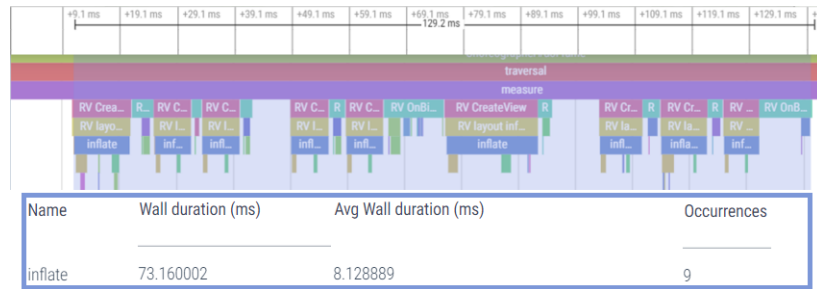 +9.1 ms +19.1 ms +29.1 ms +39.1 ms +49.1 ms +59.1 ms +69.1 ms +79.1 ms +89.1 ms +99.1 ms +109.1 ms +119.1 ms +129.1 ms
129.2 ms
traversal
measure
RV Crea... R... RV C... RV C... RV C... R RV C... RV OnBi... RV CreateView R RV Cr... R RV Cr... R RV ... RV OnB...
RV layo... RV l... RV l... RV l... RV l... RV layout inf... RV la... RV la... RV ...
inflate inf... infl... infl... infl... inflate infl... infla... inf...
Name Wall duration (ms) Avg Wall duration (ms) Occurrences
inflate 73.160002 8.128889 9